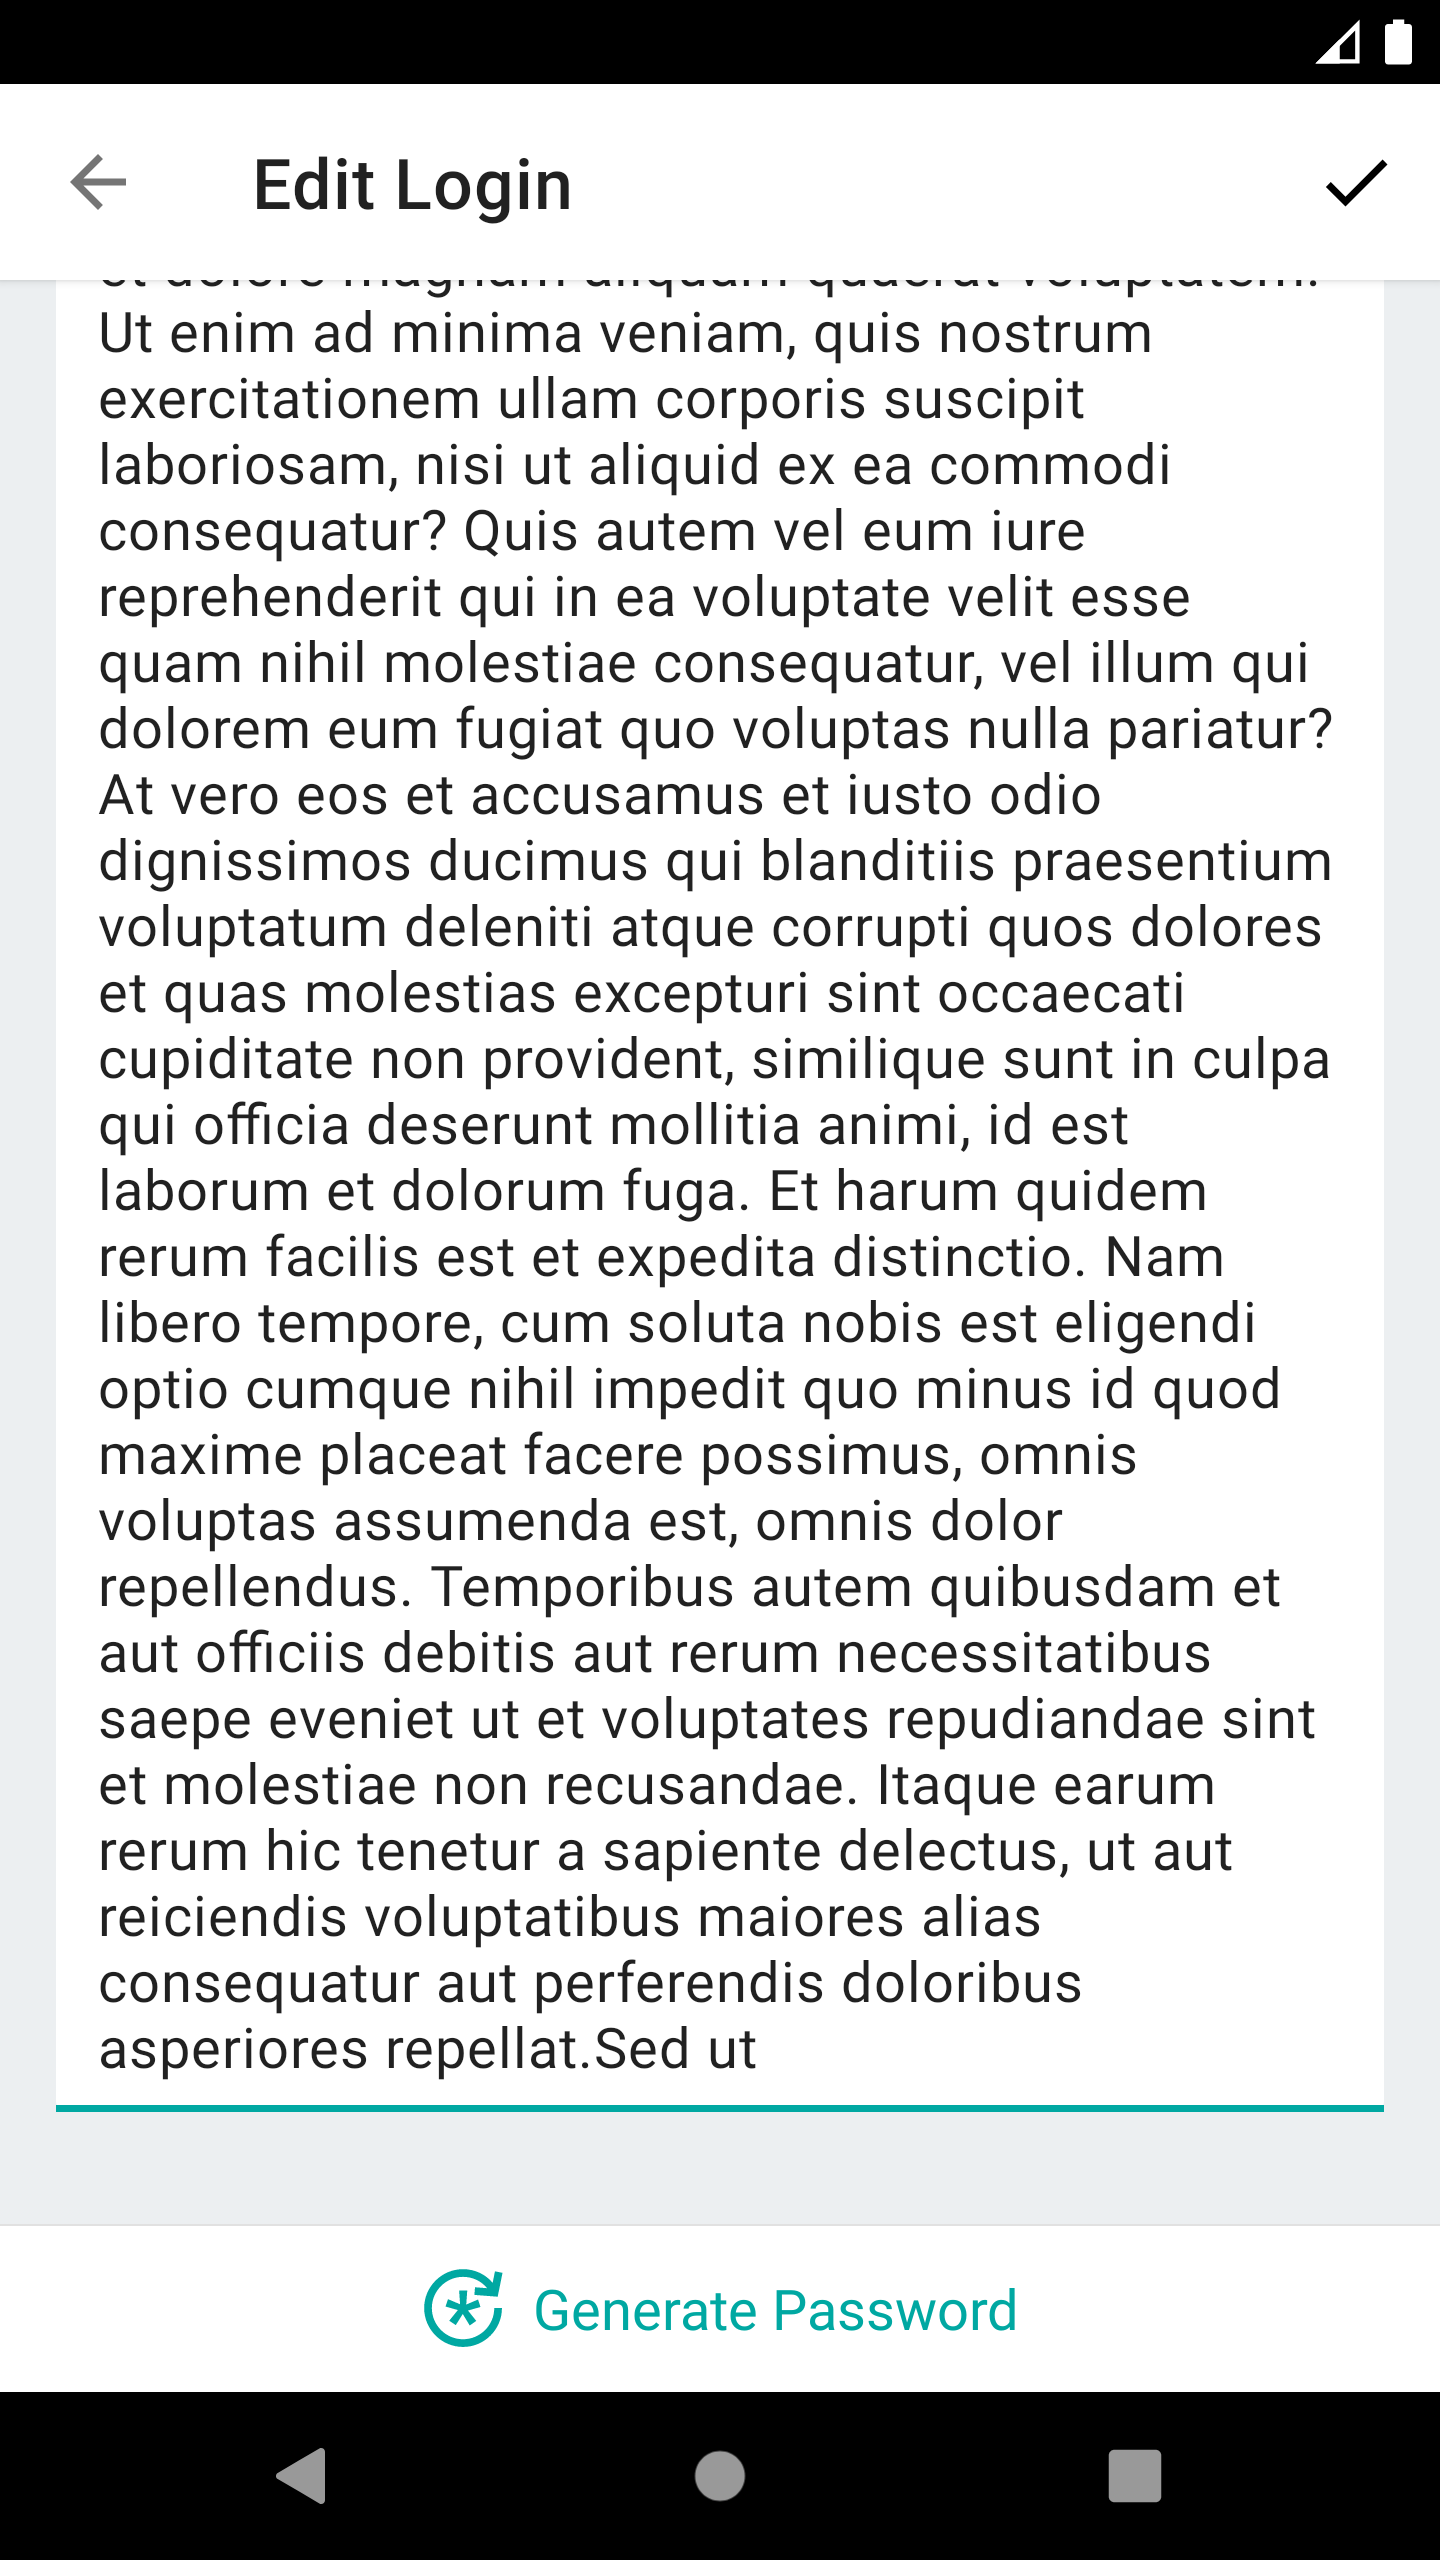 Edit Login
et dolore magnam aliquam quaerat voluptatem.
Ut enim ad minima veniam, quis nostrum
exercitationem ullam corporis suscipit
laboriosam, nisi ut aliquid ex ea commodi
consequatur? Quis autem vel eum iure
reprehenderit qui in ea voluptate velit esse
quam nihil molestiae consequatur, vel illum qui
dolorem eum fugiat quo voluptas nulla pariatur?
At vero eos et accusamus et iusto odio
dignissimos ducimus qui blanditiis praesentium
voluptatum deleniti atque corrupti quos dolores
et quas molestias excepturi sint occaecati
cupiditate non provident, similique sunt in culpa
qui officia deserunt mollitia animi, id est
laborum et dolorum fuga. Et harum quidem
rerum facilis est et expedita distinctio. Nam
libero tempore, cum soluta nobis est eligendi
optio cumque nihil impedit quo minus id quod
maxime placeat facere possimus, omnis
voluptas assumenda est, omnis dolor
repellendus. Temporibus autem quibusdam et
aut officiis debitis aut rerum necessitatibus
saepe eveniet ut et voluptates repudiandae sint
et molestiae non recusandae. Itaque earum
rerum hic tenetur a sapiente delectus, ut aut
reiciendis voluptatibus maiores alias
consequatur aut perferendis doloribus
asperiores repellat.Sed ut
Generate Password